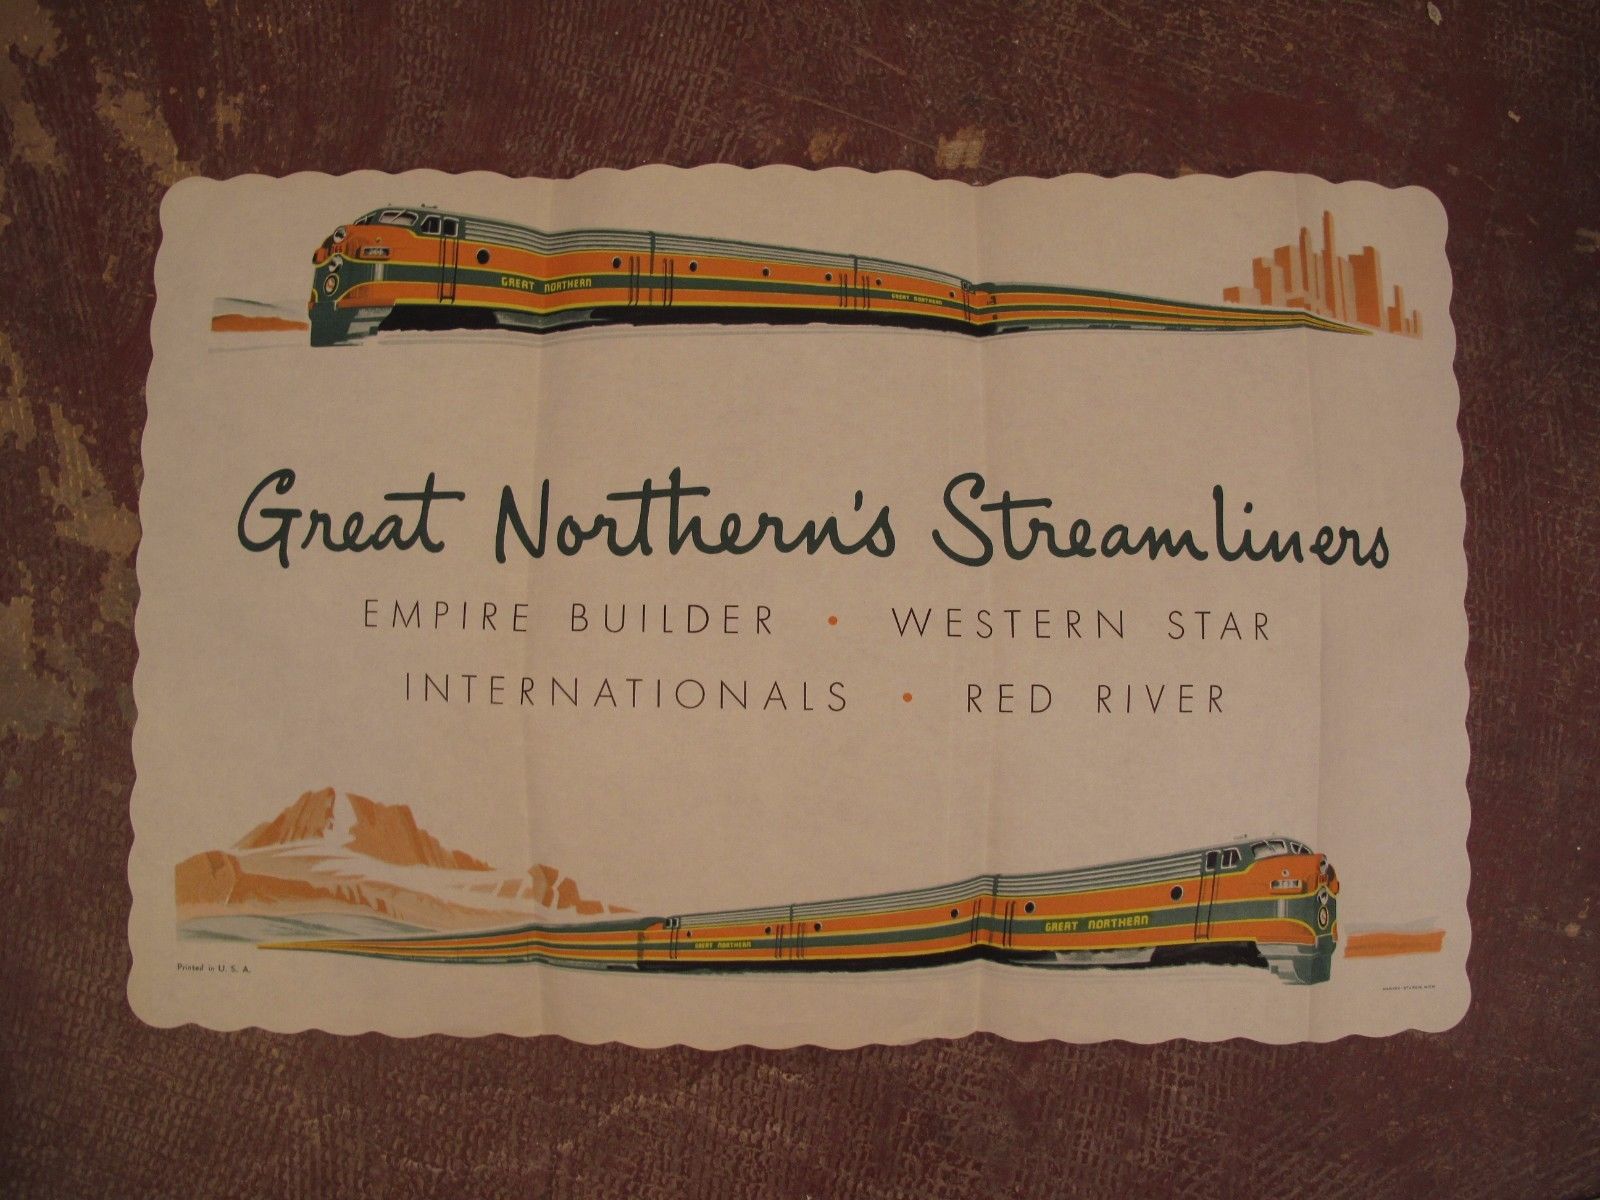 GREAT NORTHERN
GREAT NORTHERN
Great Northern's Streamliners
EMPIRE BUILDER • WESTERN STAR
INTERNATIONALS • RED RIVER
GREAT NORTHERN
GREAT NORTHERN
Printed in U. S. A.